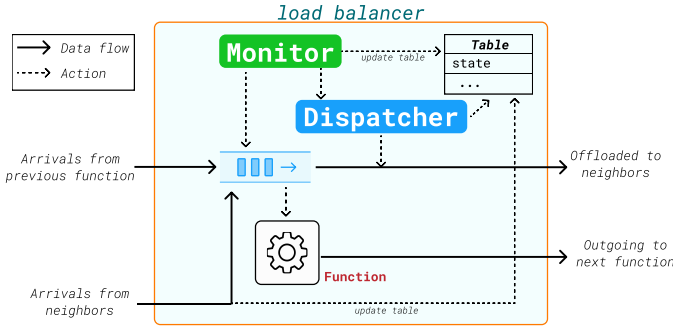 load balancer
Data flow
Action
Monitor
update table
Table
state
...
Dispatcher
Arrivals from
previous function
Offloaded to
neighbors
Function
Outgoing to
next function
Arrivals from
neighbors
update table